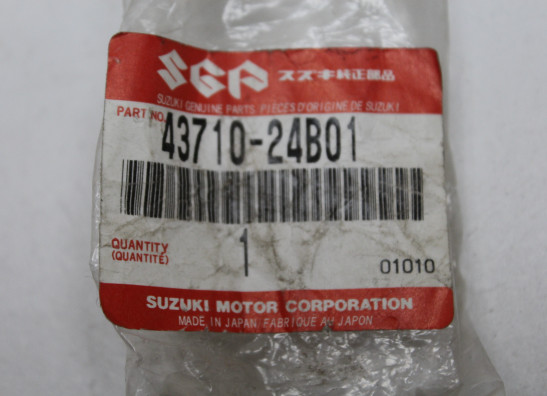 SGP スズキ純正部品
SUZUKI GENUINE PARTS PIÈCES D'ORIGINE DE SUZUKI
PART NO. 43710-24B01
QUANTITY
(QUANTITÉ) 1
01010
SUZUKI MOTOR CORPORATION
MADE IN JAPAN FABRIQUE AU JAPON